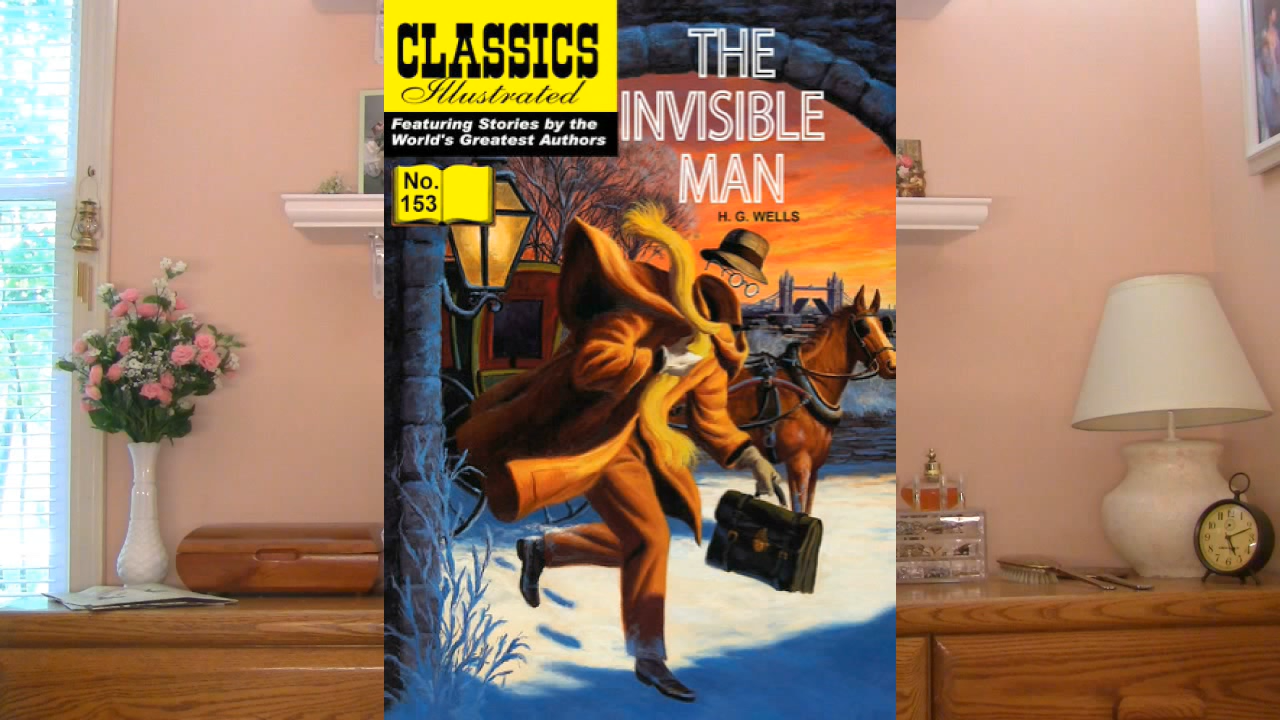 CLASSICS
Illustrated
Featuring Stories by the
World's Greatest Authors
No.
153
THE
INVISIBLE
MAN
H. G. WELLS